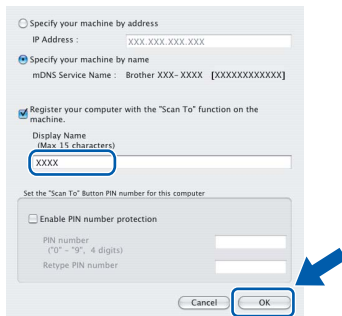 Specify your machine by address
IP Address : XXX.XXX.XXX.XXX
Specify your machine by name
mDNS Service Name : Brother XXX-XXXX [XXXXXXXXXXXX]
Register your computer with the "Scan To" function on the
machine.
Display Name
(Max 15 characters)
XXXX
Set the "Scan To" Button PIN number for this computer
Enable PIN number protection
PIN number
("0" - "9", 4 digits)
Retype PIN number
Cancel OK